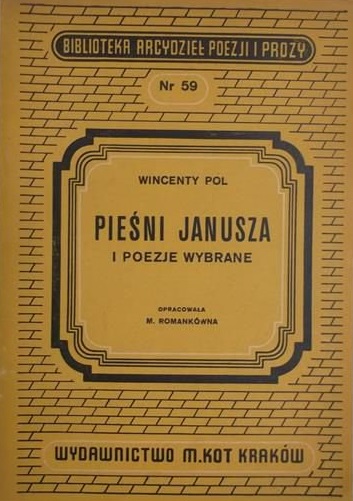 BIBLIOTEKA ARCYDZIEŁ POEZJI I PROZY
Nr 59
WINCENTY POL
PIEŚNI JANUSZA
I POEZJE WYBRANE
OPRACOWAŁA
M. ROMANKÓWNA
WYDAWNICTWO M. KOT KRAKÓW